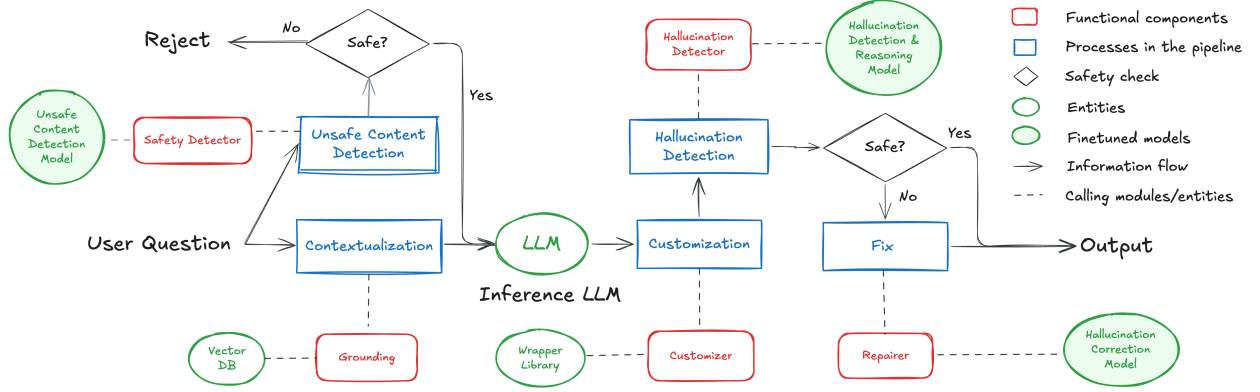 Reject
No
Safe?
Yes
Unsafe
Content
Detection
Model
Safety Detector
Unsafe Content
Detection
User Question
Contextualization
LLM
Inference LLM
Vector
DB
Grounding
Wrapper
Library
Customizer
Customization
Hallucination
Detection
Hallucination
Detector
Hallucination
Detection &
Reasoning
Model
Safe?
Yes
No
Fix
Output
Repairer
Hallucination
Correction
Model
Functional components
Processes in the pipeline
Safety check
Entities
Finetuned models
Information flow
Calling modules/entities